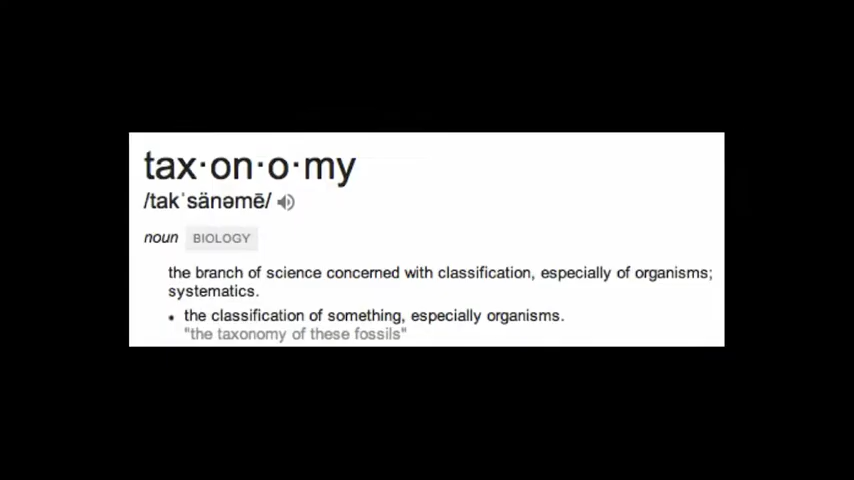 tax·on·o·my
/takˈsänəmē/
noun BIOLOGY
the branch of science concerned with classification, especially of organisms;
systematics.
• the classification of something, especially organisms.
"the taxonomy of these fossils"